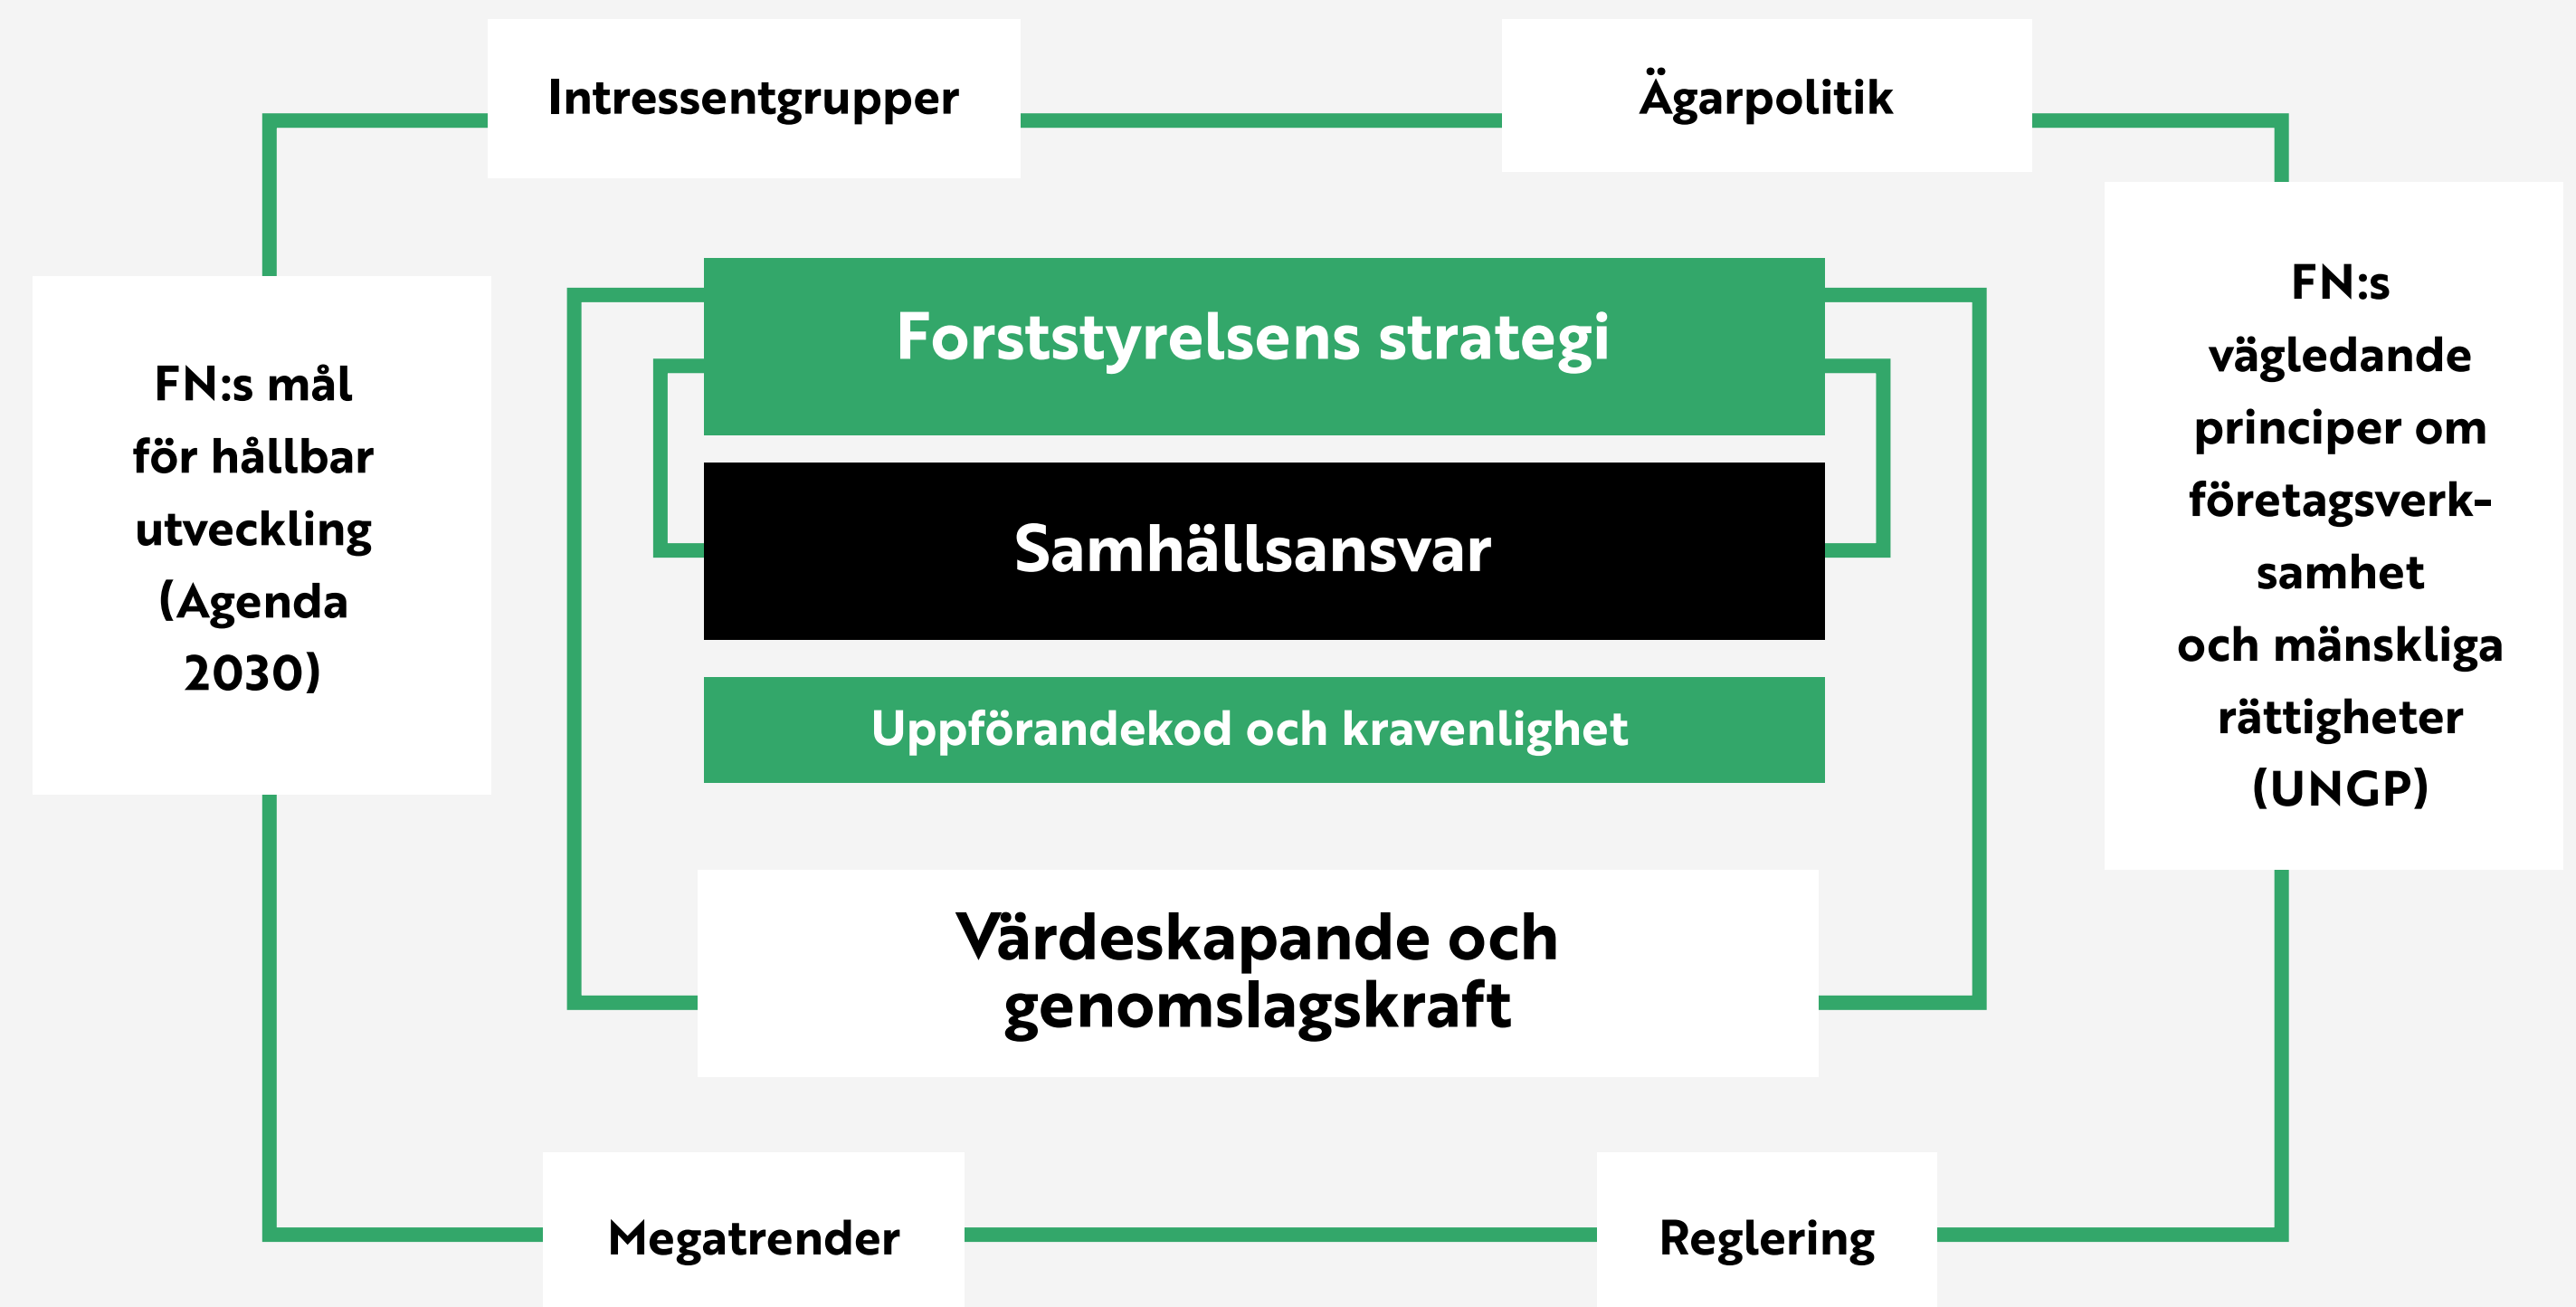 Intressentgrupper
Ägarpolitik
FN:s mål
för hållbar
utveckling
(Agenda
2030)
Forststyrelsens strategi
Samhällsansvar
Uppförandekod och kravenlighet
Värdeskapande och
genomslagskraft
FN:s
vägledande
principer om
företagsverk-
samhet
och mänskliga
rättigheter
(UNGP)
Megatrender
Reglering